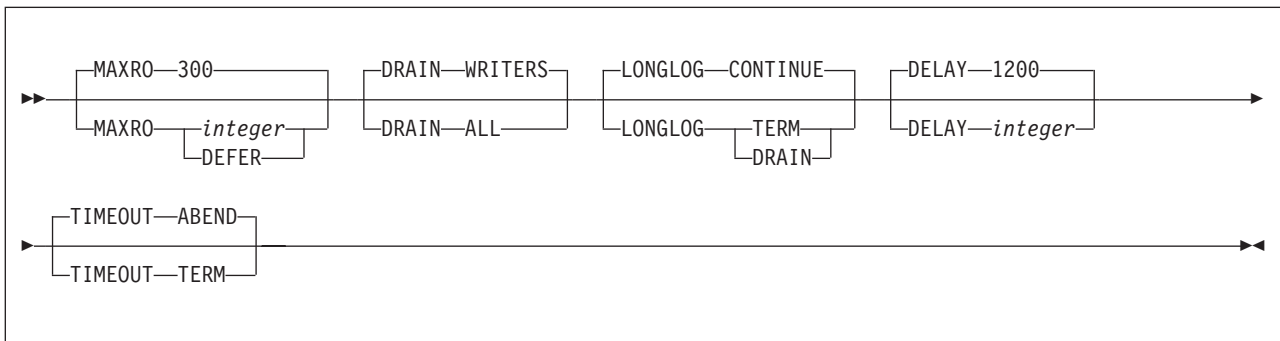 MAXRO 300 DRAIN WRITERS LONGLOG CONTINUE DELAY 1200
MAXRO integer DRAIN ALL LONGLOG TERM DELAY integer
DEFER DRAIN
TIMEOUT ABEND
TIMEOUT TERM